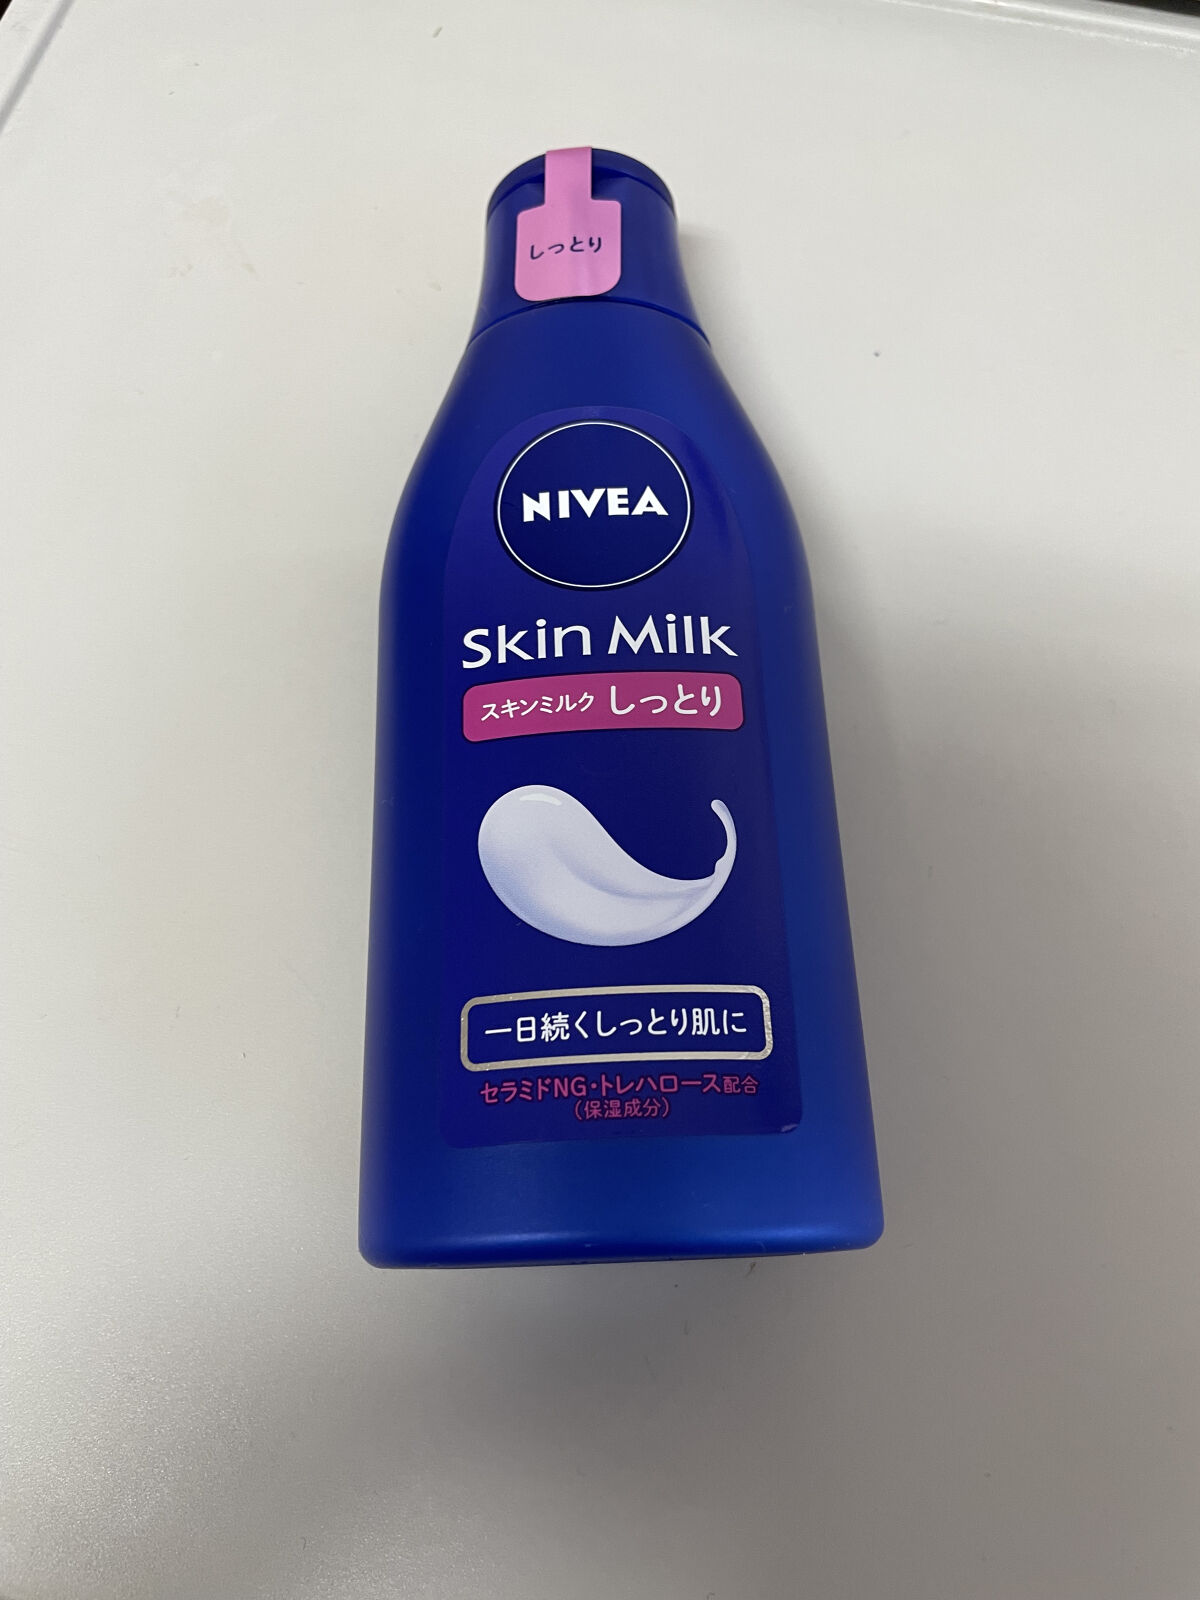 しっとり
NIVEA
Skin Milk
スキンミルク しっとり
一日続くしっとり肌に
セラミドNG・トレハロース配合
（保湿成分）